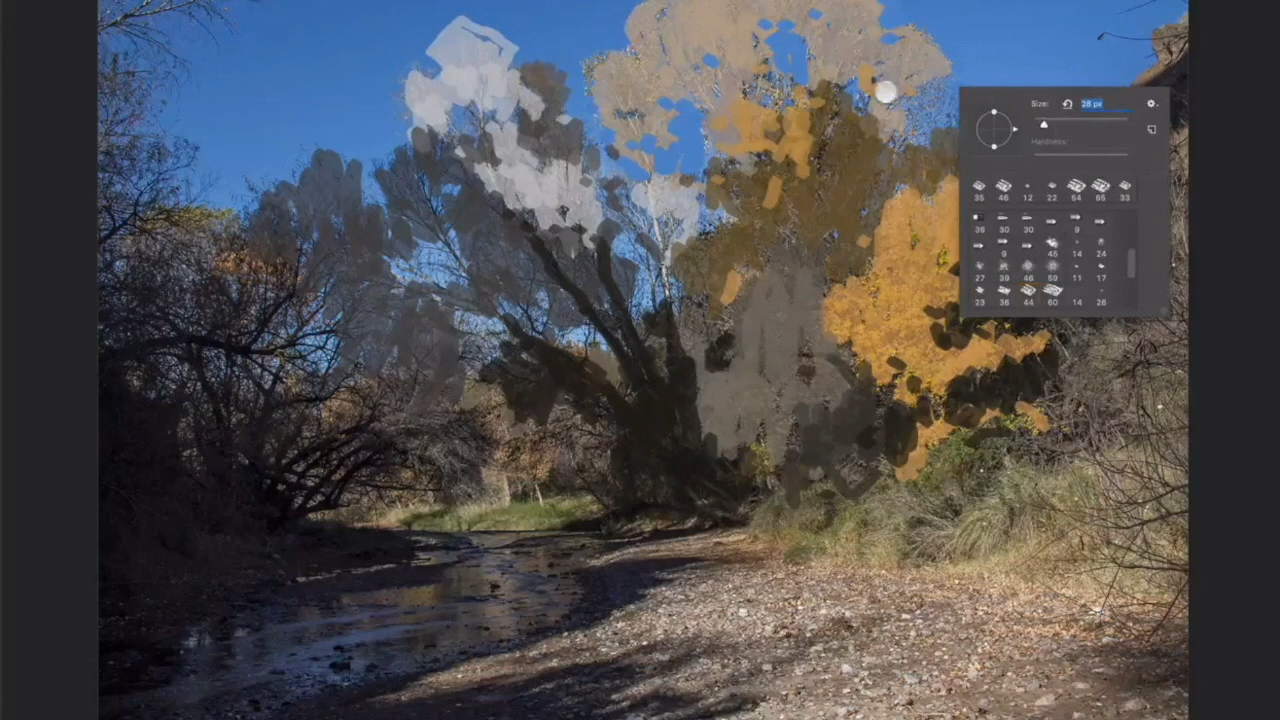 Size: 28 px
Hardness:
35 46 12 22 54 65 33
36 30 30 9
9 45 14 24
27 39 46 59 11 17
23 36 44 60 14 26